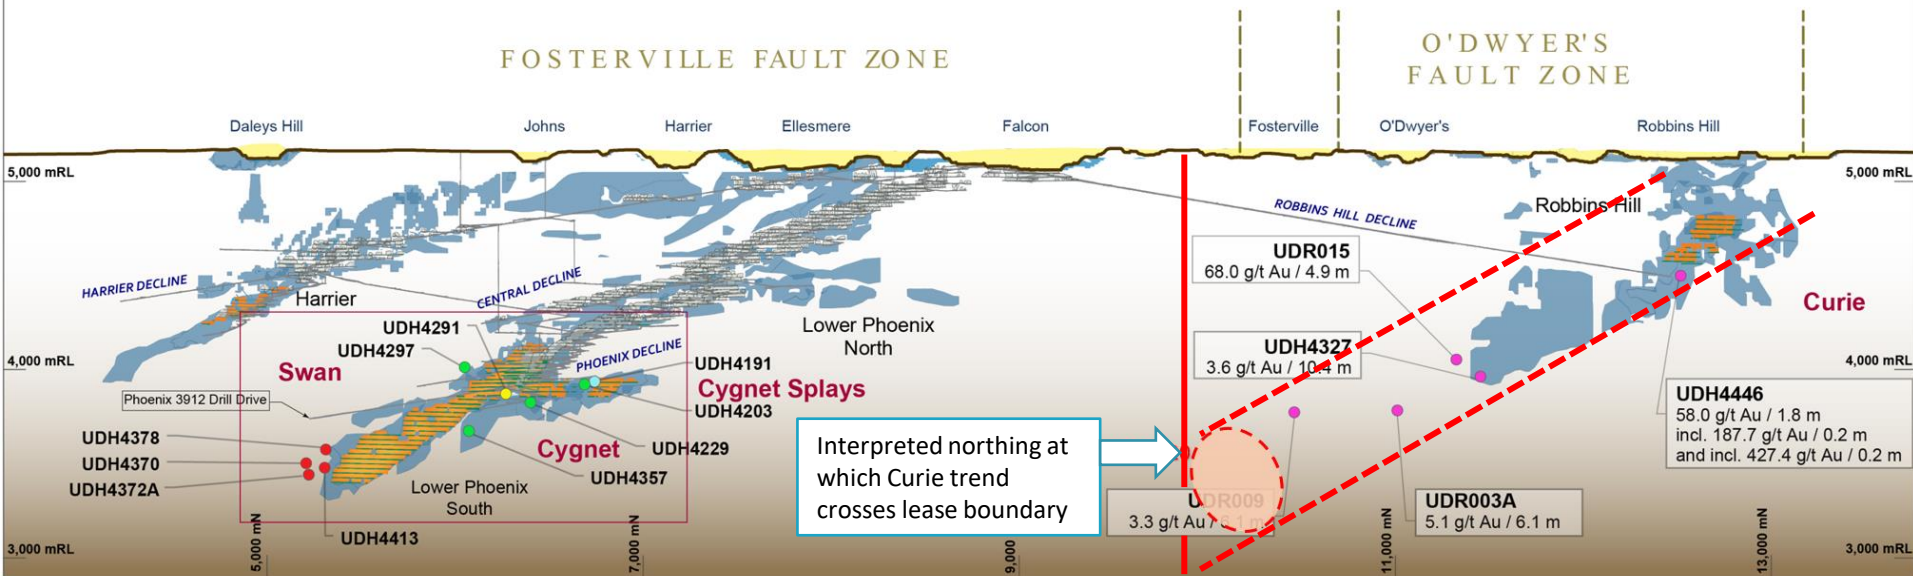 FOSTERVILLE FAULT ZONE
O'DWYER'S
FAULT ZONE
Daleys Hill
Johns
Harrier
Ellesmere
Falcon
Fosterville
O'Dwyer's
Robbins Hill
5,000 mRL
5,000 mRL
ROBBINS HILL DECLINE
Robbins Hill
UDR015
68.0 g/t Au / 4.9 m
HARRIER DECLINE
Harrier
CENTRAL DECLINE
Curie
UDH4291
UDH4297
Lower Phoenix
North
PHOENIX DECLINE
UDH4327
3.6 g/t Au / 10.4 m
4,000 mRL
4,000 mRL
Swan
UDH4191
Cygnet Splays
UDH4203
Phoenix 3912 Drill Drive
UDH4446
58.0 g/t Au / 1.8 m
incl. 187.7 g/t Au / 0.2 m
and incl. 427.4 g/t Au / 0.2 m
UDH4378
UDH4370
UDH4372A
Cygnet
UDH4229
UDH4357
Interpreted northing at
which Curie trend
crosses lease boundary
Lower Phoenix
South
UDH4413
UDR009
3.3 g/t Au / 6.1 m
UDR003A
5.1 g/t Au / 6.1 m
3,000 mRL
3,000 mRL
5,000 mN
7,000 mN
9,000
11,000 mN
13,000 mN